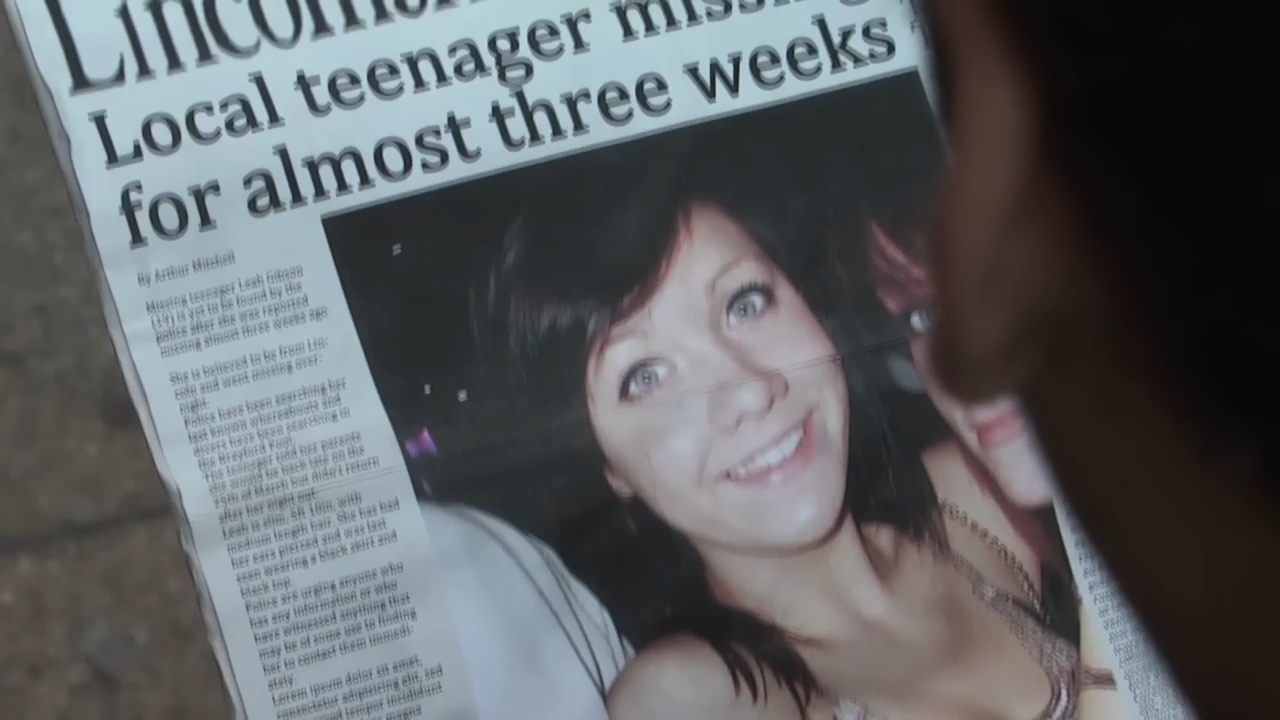 Local teenager missing
for almost three weeks
By Arthur Mitchell
Missing teenager Leah Gibson
(19) is yet to be found by the
police after she was reported
missing almost three weeks ago.
She is believed to be from Lin-
coln and went missing over-
night.
Police have been searching her
last known whereabouts and
divers have been searching in
the Brayford Pool.
The teenager told her parents
she would be back late on the
of March but didn't return
after her night out.
Leah is slim, 5ft 10in, with
medium length hair. She has had
her ears pierced and was last
seen wearing a black skirt and
black top.
Police are urging anyone who
has any information or who
have witnessed anything that
may be of some use to finding
her to contact them immedi-
ately.
Lorem ipsum dolor sit amet,
consectetur adipisicing elit, sed
tempor incididunt
magna